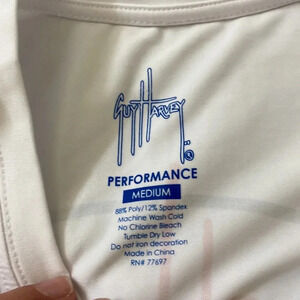 GUY HARVEY
PERFORMANCE
MEDIUM
88% Poly/12% Spandex
Machine Wash Cold
No Chlorine Bleach
Tumble Dry Low
Do not iron decoration
Made in China
RN# 77697